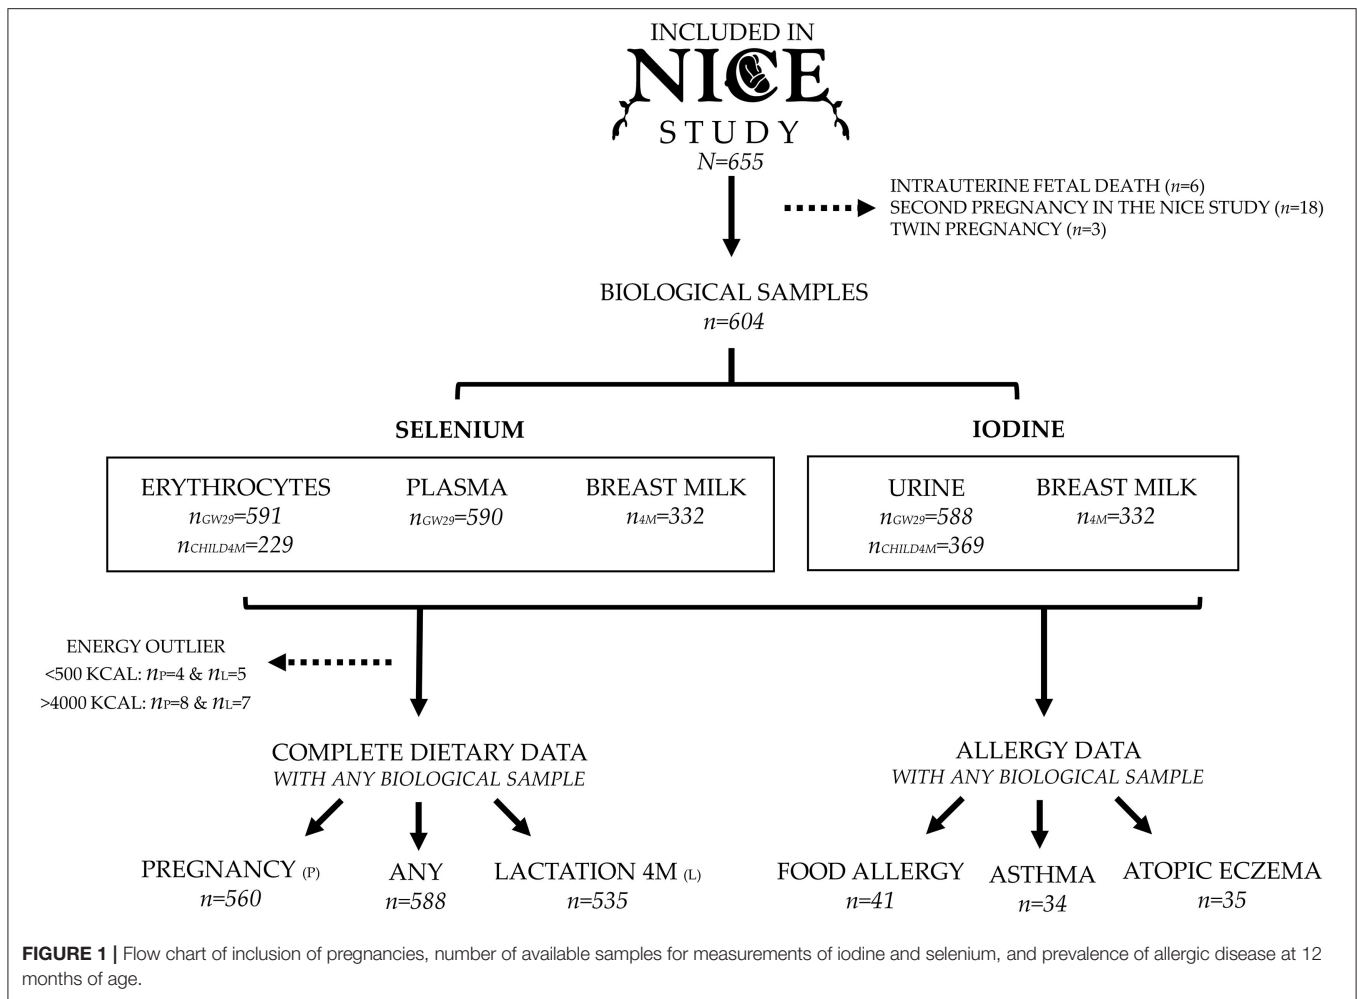 INCLUDED IN
NICE
STUDY
N=655
INTRAUTERINE FETAL DEATH (n=6)
SECOND PREGNANCY IN THE NICE STUDY (n=18)
TWIN PREGNANCY (n=3)
BIOLOGICAL SAMPLES
n=604
SELENIUM
ERYTHROCYTES
nGW29=591
nCHILD4M=229
PLASMA
nGW29=590
BREAST MILK
n4M=332
IODINE
URINE
nGW29=588
nCHILD4M=369
BREAST MILK
n4M=332
ENERGY OUTLIER
<500 KCAL: nP=4 & nL=5
>4000 KCAL: nP=8 & nL=7
COMPLETE DIETARY DATA
WITH ANY BIOLOGICAL SAMPLE
PREGNANCY (P)
n=560
ANY
n=588
LACTATION 4M (L)
n=535
ALLERGY DATA
WITH ANY BIOLOGICAL SAMPLE
FOOD ALLERGY
n=41
ASTHMA
n=34
ATOPIC ECZEMA
n=35
FIGURE 1 | Flow chart of inclusion of pregnancies, number of available samples for measurements of iodine and selenium, and prevalence of allergic disease at 12
months of age.